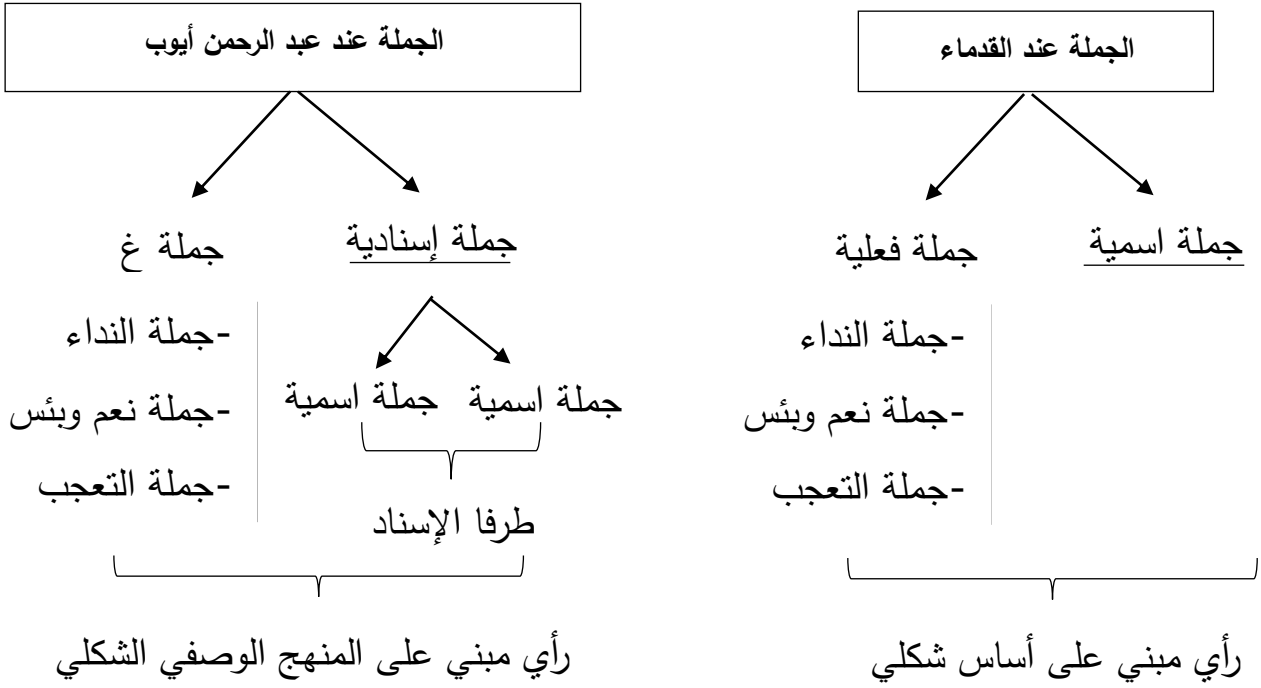 الجملة عند القدماء
جملة اسمية
جملة فعلية
-جملة النداء
-جملة نعم وبئس
-جملة التعجب
رأي مبني على أساس شكلي
الجملة عند عبد الرحمن أيوب
جملة إسنادية
جملة غ
جملة اسمية
جملة اسمية
طرفا الإسناد
-جملة النداء
-جملة نعم وبئس
-جملة التعجب
رأي مبني على المنهج الوصفي الشكلي